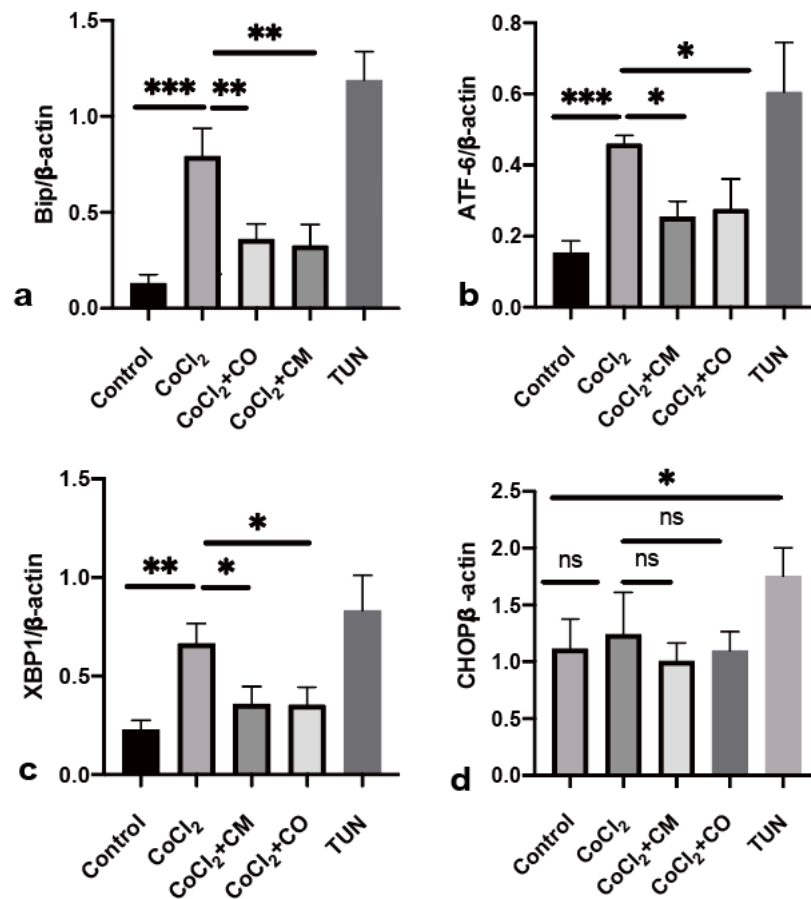 1.5
1.0
0.5
0.0
Bip/β-actin
***
**
**
a
Control
CoCl₂
CoCl₂+CO
CoCl₂+CM
TUN
0.8
0.6
0.4
0.2
0.0
ATF-6/β-actin
***
*
*
b
Control
CoCl₂
CoCl₂+CM
CoCl₂+CO
TUN
1.5
1.0
0.5
0.0
XBP1/β-actin
**
*
*
c
Control
CoCl₂
CoCl₂+CM
CoCl₂+CO
TUN
2.5
2.0
1.5
1.0
0.5
0.0
CHOPβ -actin
*
ns
ns
ns
d
Control
CoCl₂
CoCl₂+CM
CoCl₂+CO
TUN